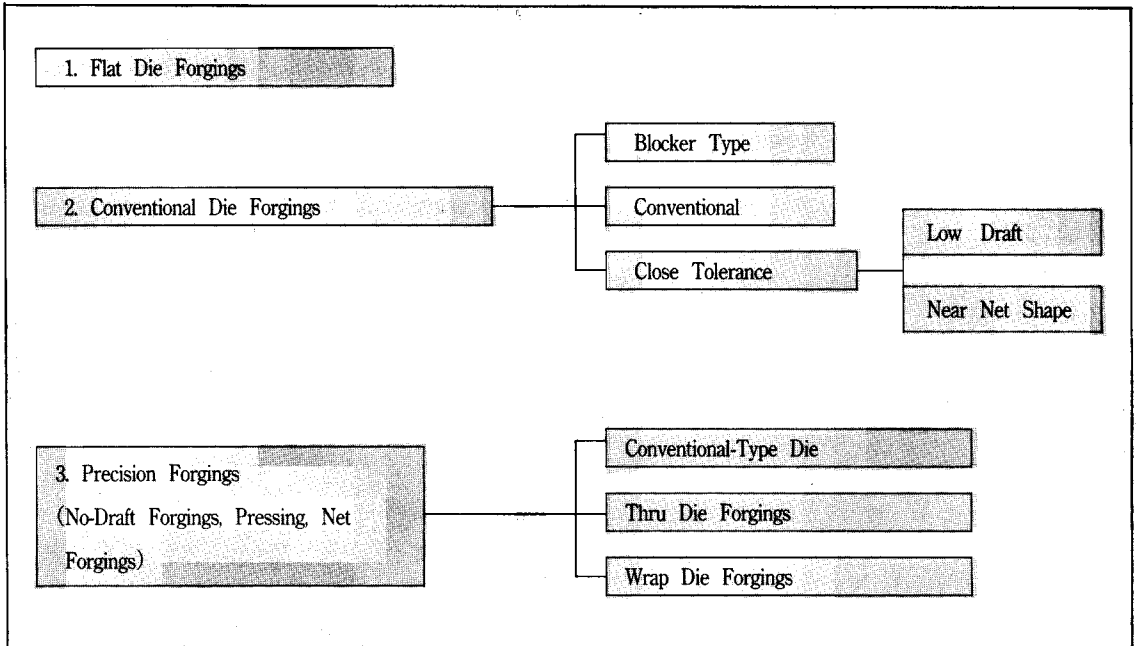 1. Flat Die Forgings
Blocker Type
2. Conventional Die Forgings
Conventional
Low Draft
Close Tolerance
Near Net Shape
3. Precision Forgings
(No-Draft Forgings, Pressing, Net
Forgings)
Conventional-Type Die
Thru Die Forgings
Wrap Die Forgings